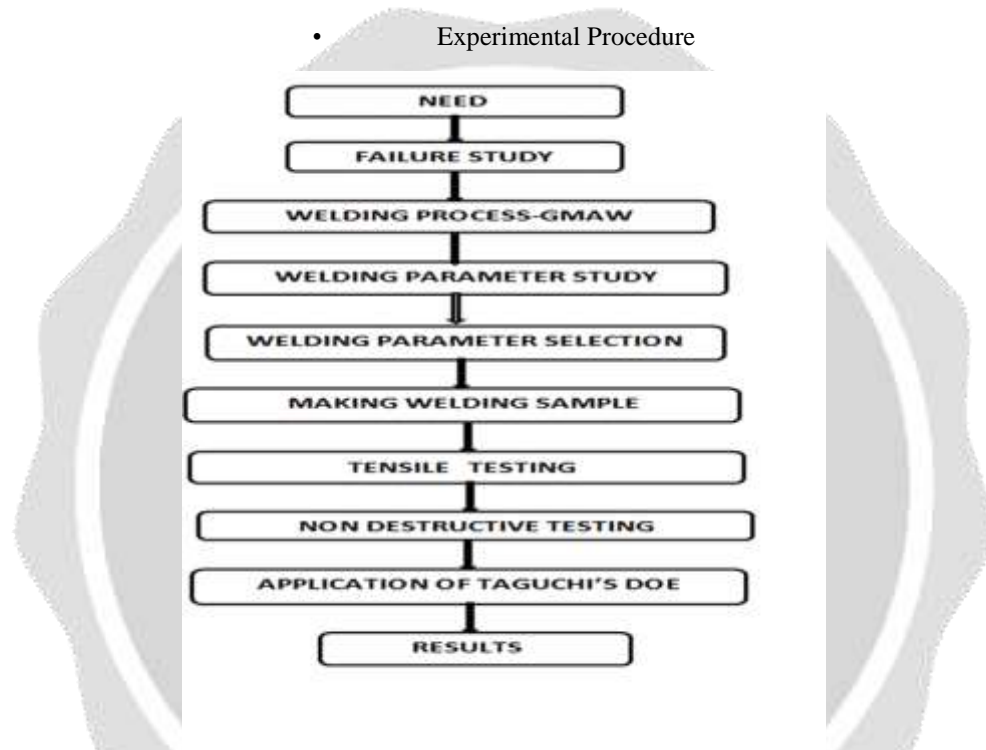 • Experimental Procedure
NEED
FAILURE STUDY
WELDING PROCESS-GMAW
WELDING PARAMETER STUDY
WELDING PARAMETER SELECTION
MAKING WELDING SAMPLE
TENSILE TESTING
NON DESTRUCTIVE TESTING
APPLICATION OF TAGUCHI'S DOE
RESULTS